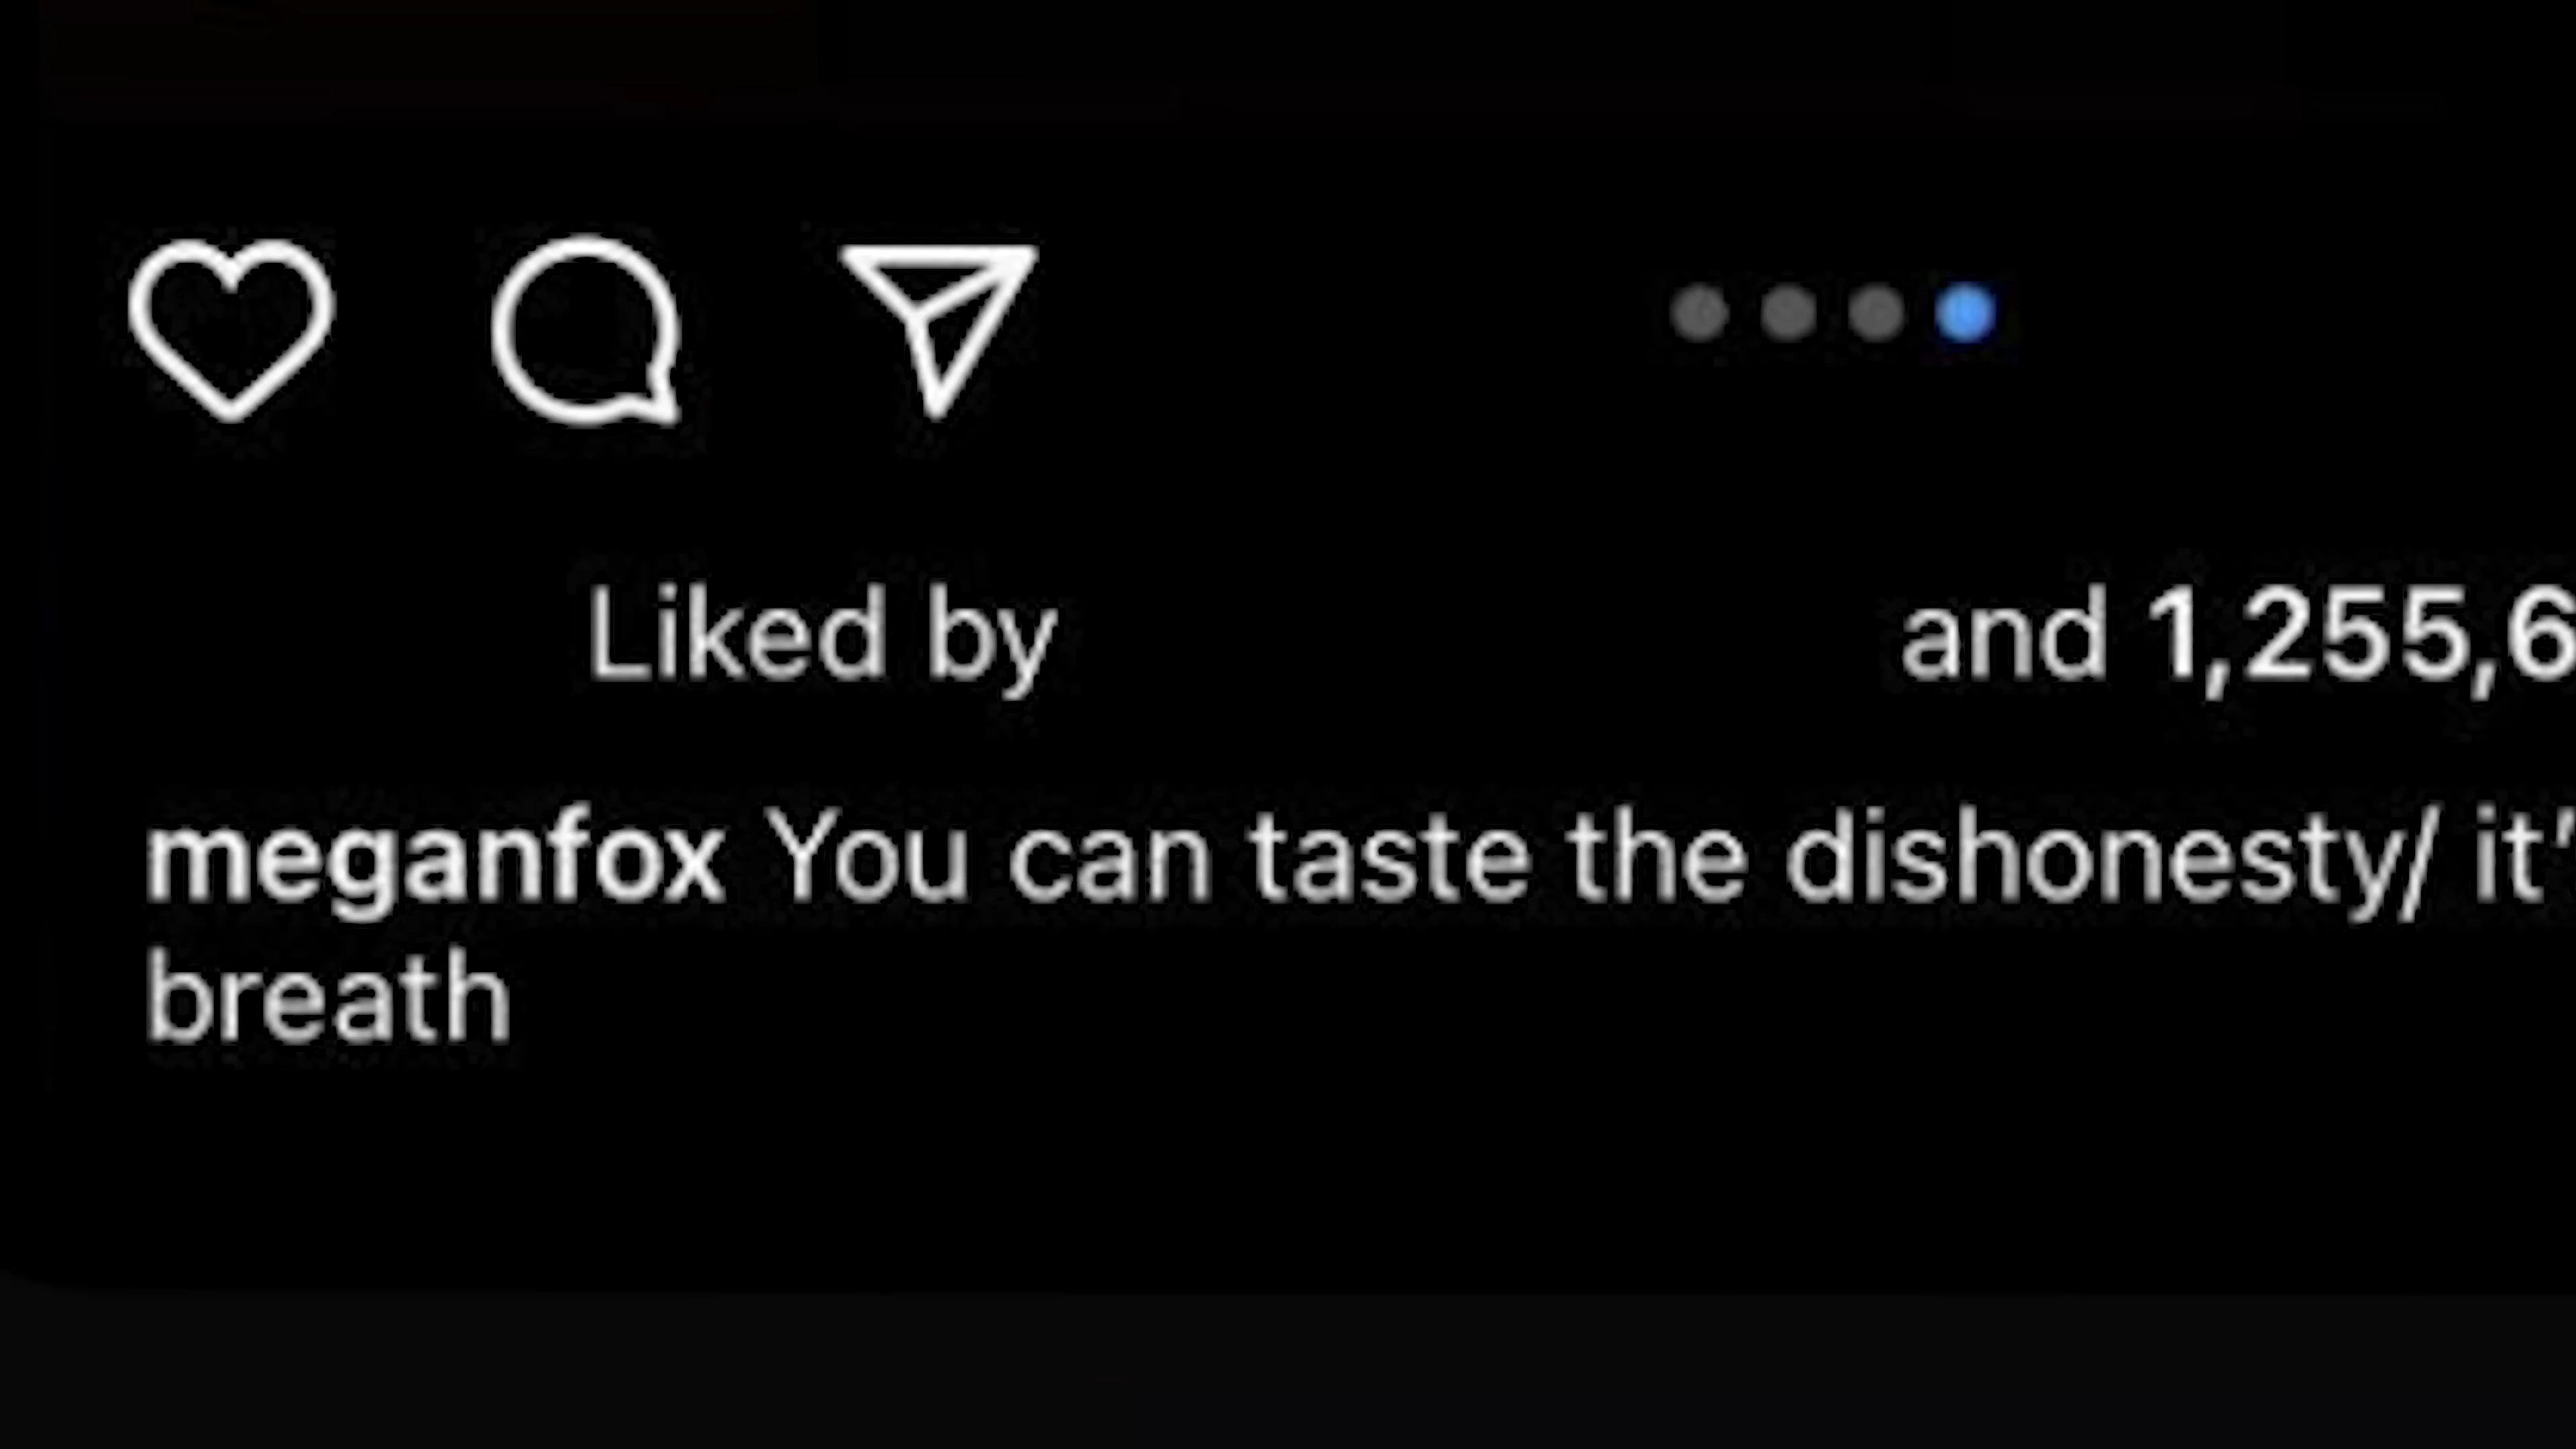 Liked by and 1,255,6
meganfox You can taste the dishonesty/ it'
breath